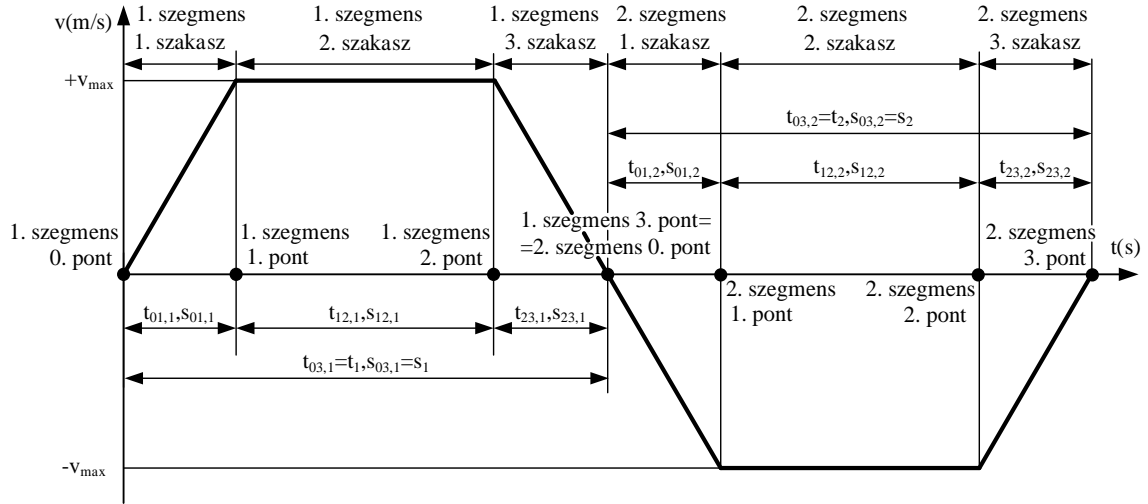 v(m/s)
1. szegmens
1. szakasz
1. szegmens
2. szakasz
1. szegmens
3. szakasz
2. szegmens
1. szakasz
2. szegmens
2. szakasz
2. szegmens
3. szakasz
+vmax
t03,2=t2,s03,2=s2
t01,2,s01,2
t12,2,s12,2
t23,2,s23,2
1. szegmens
0. pont
1. szegmens
1. pont
1. szegmens
2. pont
1. szegmens 3. pont=
=2. szegmens 0. pont
2. szegmens
3. pont
t(s)
2. szegmens
1. pont
2. szegmens
2. pont
t01,1,s01,1
t12,1,s12,1
t23,1,s23,1
t03,1=t1,s03,1=s1
-vmax